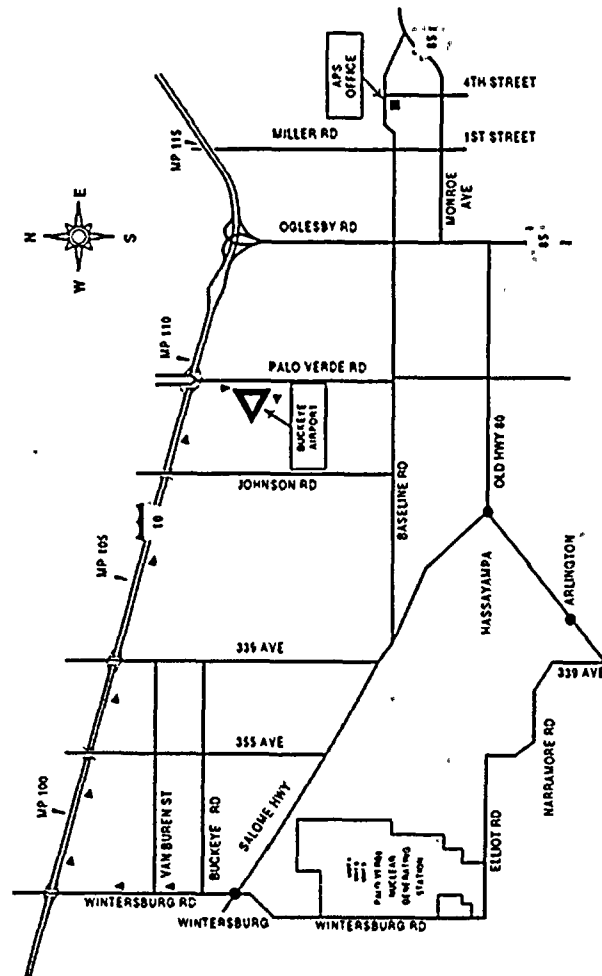 N
E
S
W
MP 115
MP 110
MP 105
MP 100
10
85
85
APS
OFFICE
4TH STREET
1ST STREET
MILLER RD
MONROE
AVE
OGLESBY RD
PALO VERDE RD
BUCKEYE
AIRPORT
JOHNSON RD
BASELINE RD
OLD HWY 80
HASSAYAMPA
ARLINGTON
339 AVE
335 AVE
355 AVE
NARRAMORE RD
ELLIOT RD
SALOME HWY
VAN BUREN ST
BUCKEYE RD
PALO VERDE
NUCLEAR
GENERATING
STATION
WINTERSBURG RD
WINTERSBURG
WINTERSBURG RD